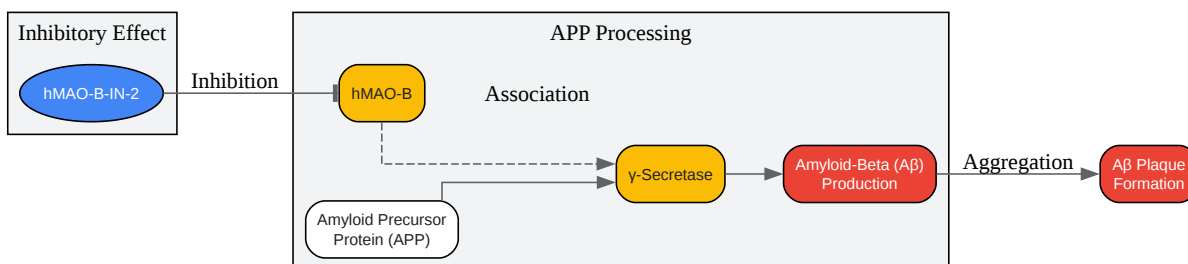 Inhibitory Effect
APP Processing
hMAO-B-IN-2
Inhibition
hMAO-B
Association
γ-Secretase
Amyloid-Beta (Aβ)
Production
Aggregation
Aβ Plaque
Formation
Amyloid Precursor
Protein (APP)